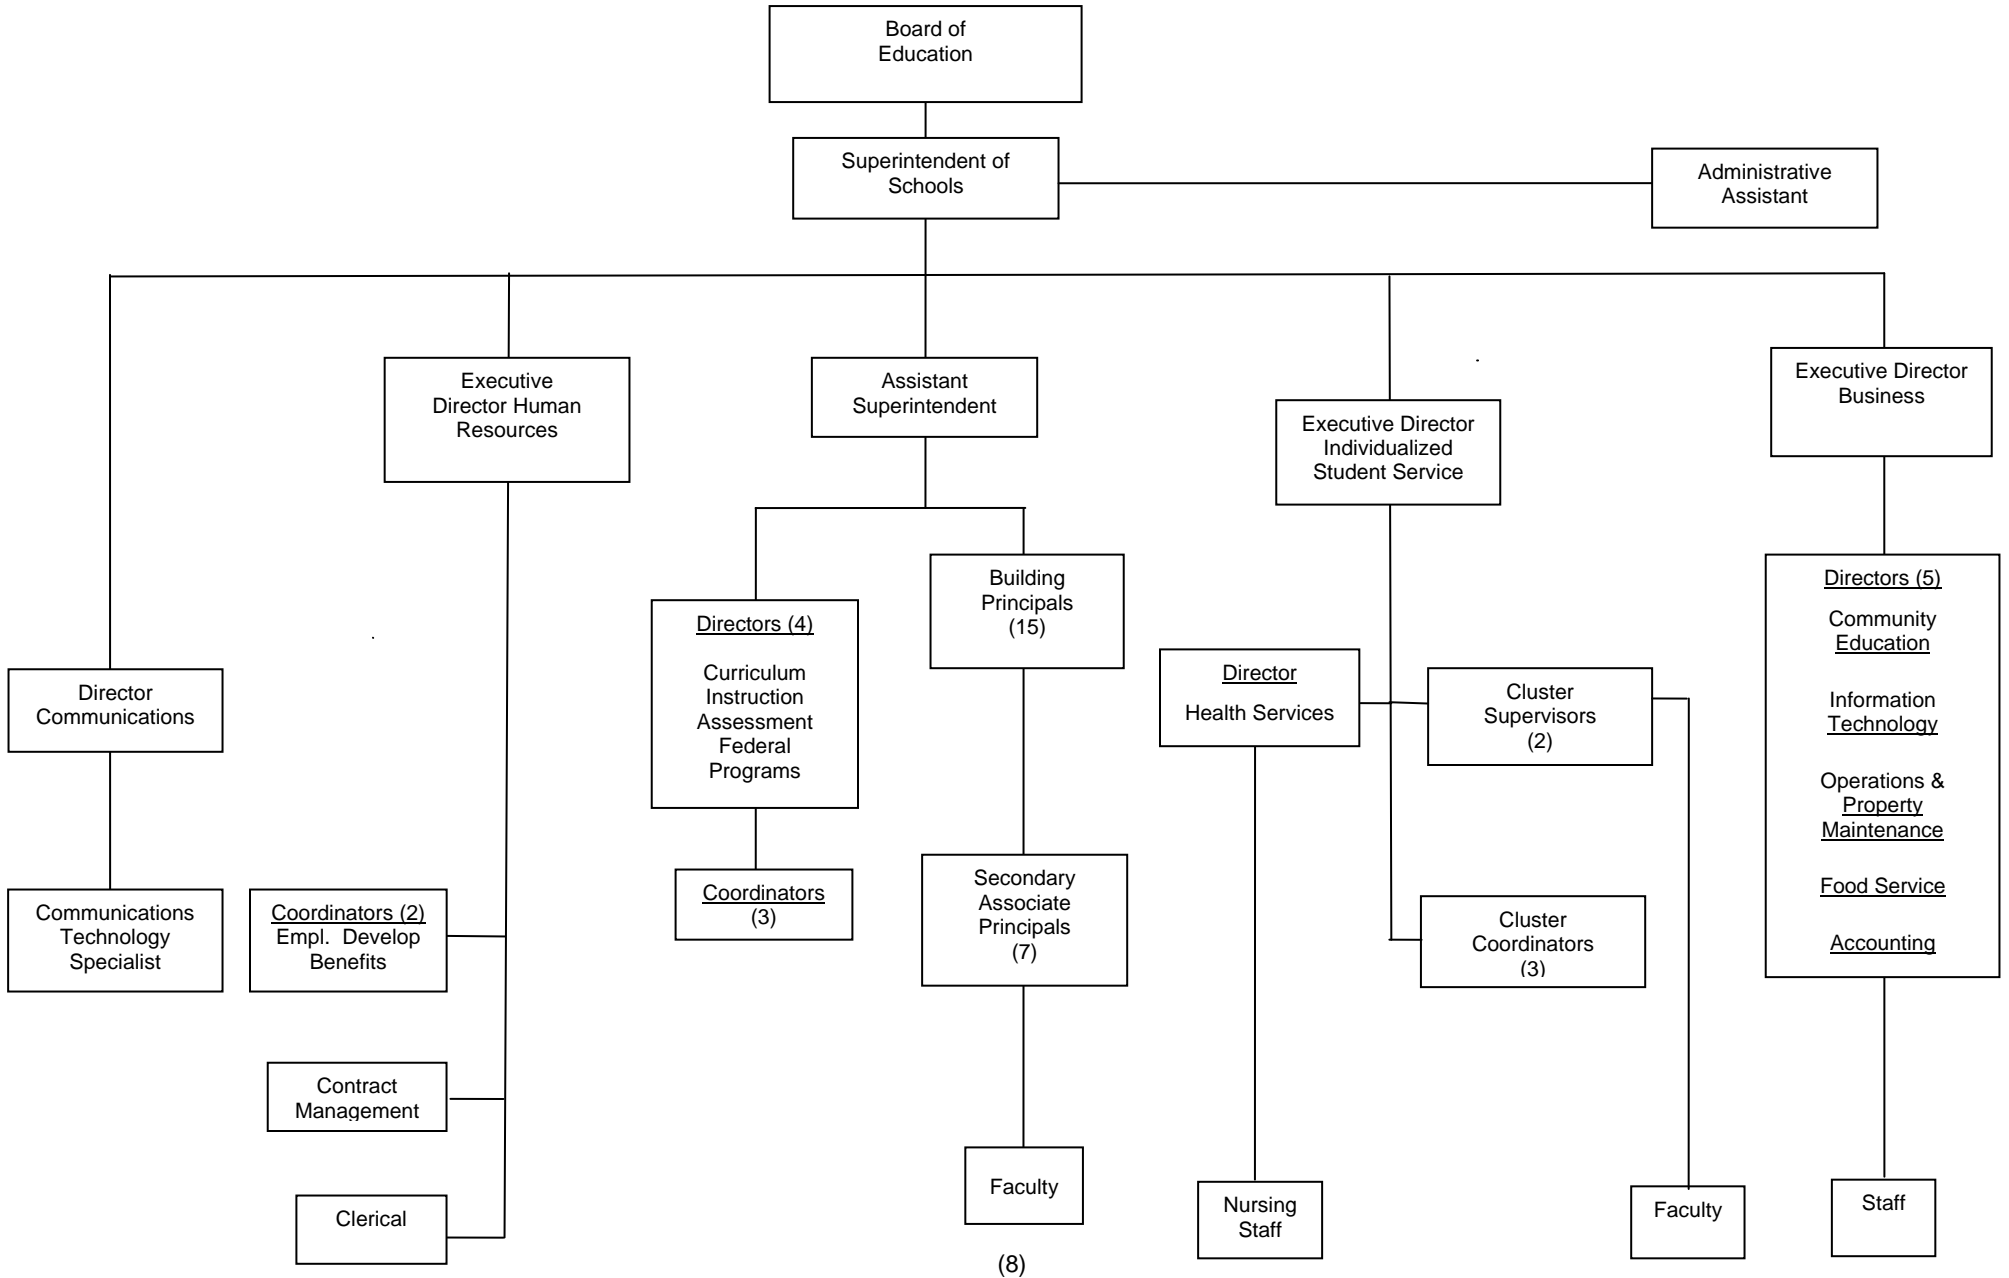 Board of
Education
Superintendent of
Schools
Administrative
Assistant
Executive
Director Human
Resources
Assistant
Superintendent
Executive Director
Individualized
Student Service
Executive Director
Business
Director
Communications
Directors (4)
Curriculum
Instruction
Assessment
Federal
Programs
Building
Principals
(15)
Director
Health Services
Cluster
Supervisors
(2)
Directors (5)
Community
Education
Information
Technology
Operations &
Property
Maintenance
Food Service
Accounting
Communications
Technology
Specialist
Coordinators (2)
Empl.  Develop
Benefits
Coordinators
(3)
Secondary
Associate
Principals
(7)
Cluster
Coordinators
(3)
Contract
Management
Clerical
Faculty
Nursing
Staff
Faculty
Staff
(8)